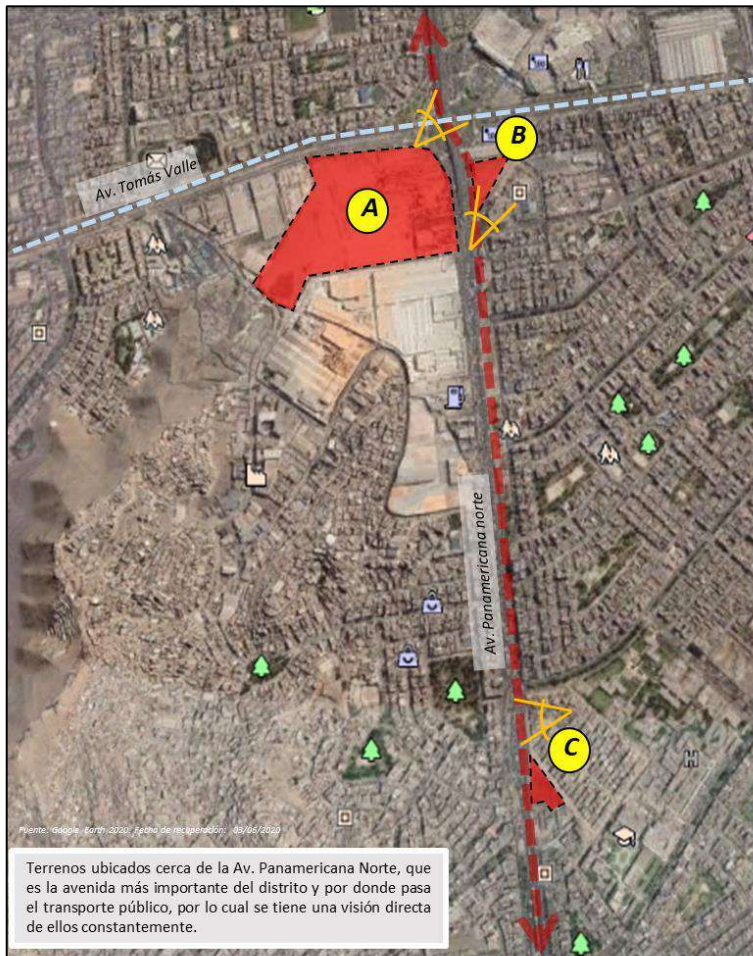 B
Av. Tomás Valle
A
Av. Panamericana norte
C
H
Fuente: Google Earth 2020, Fecha de recuperación: 03/06/2020
Terrenos ubicados cerca de la Av. Panamericana Norte, que
es la avenida más importante del distrito y por donde pasa
el transporte público, por lo cual se tiene una visión directa
de ellos constantemente.